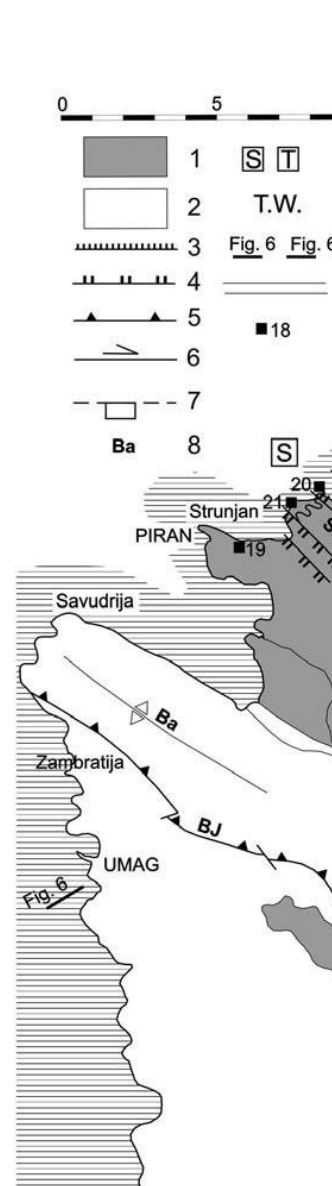 0 5
1 S T
2 T.W.
3 Fig. 6 Fig. 6
4
5
18
6
7
Ba 8 S
20
21
Strunjan
PIRAN
19
Savudrija
Ba
Zambratija
BJ
UMAG
Fig. 6